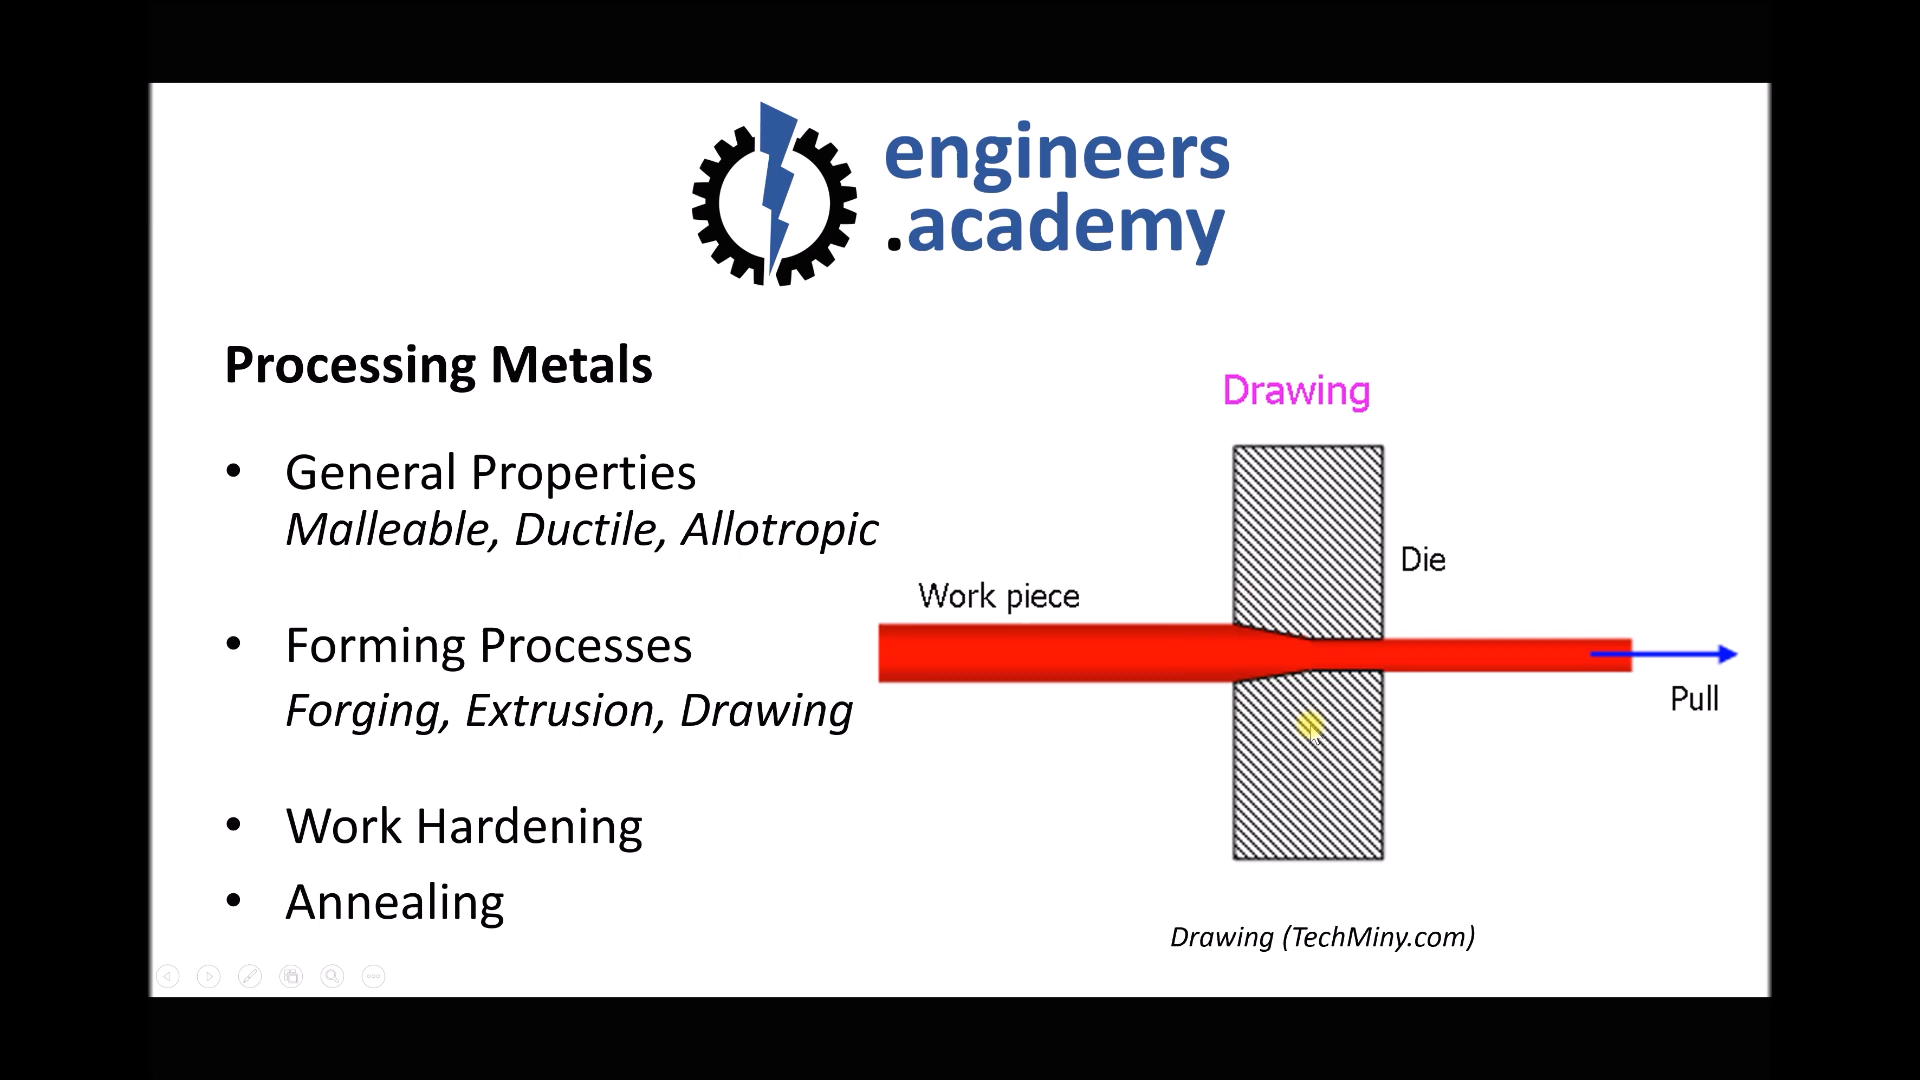 engineers
.academy
Processing Metals
• General Properties
Malleable, Ductile, Allotropic
• Forming Processes
Forging, Extrusion, Drawing
• Work Hardening
• Annealing
Drawing
Die
Work piece
Pull
Drawing (TechMiny.com)